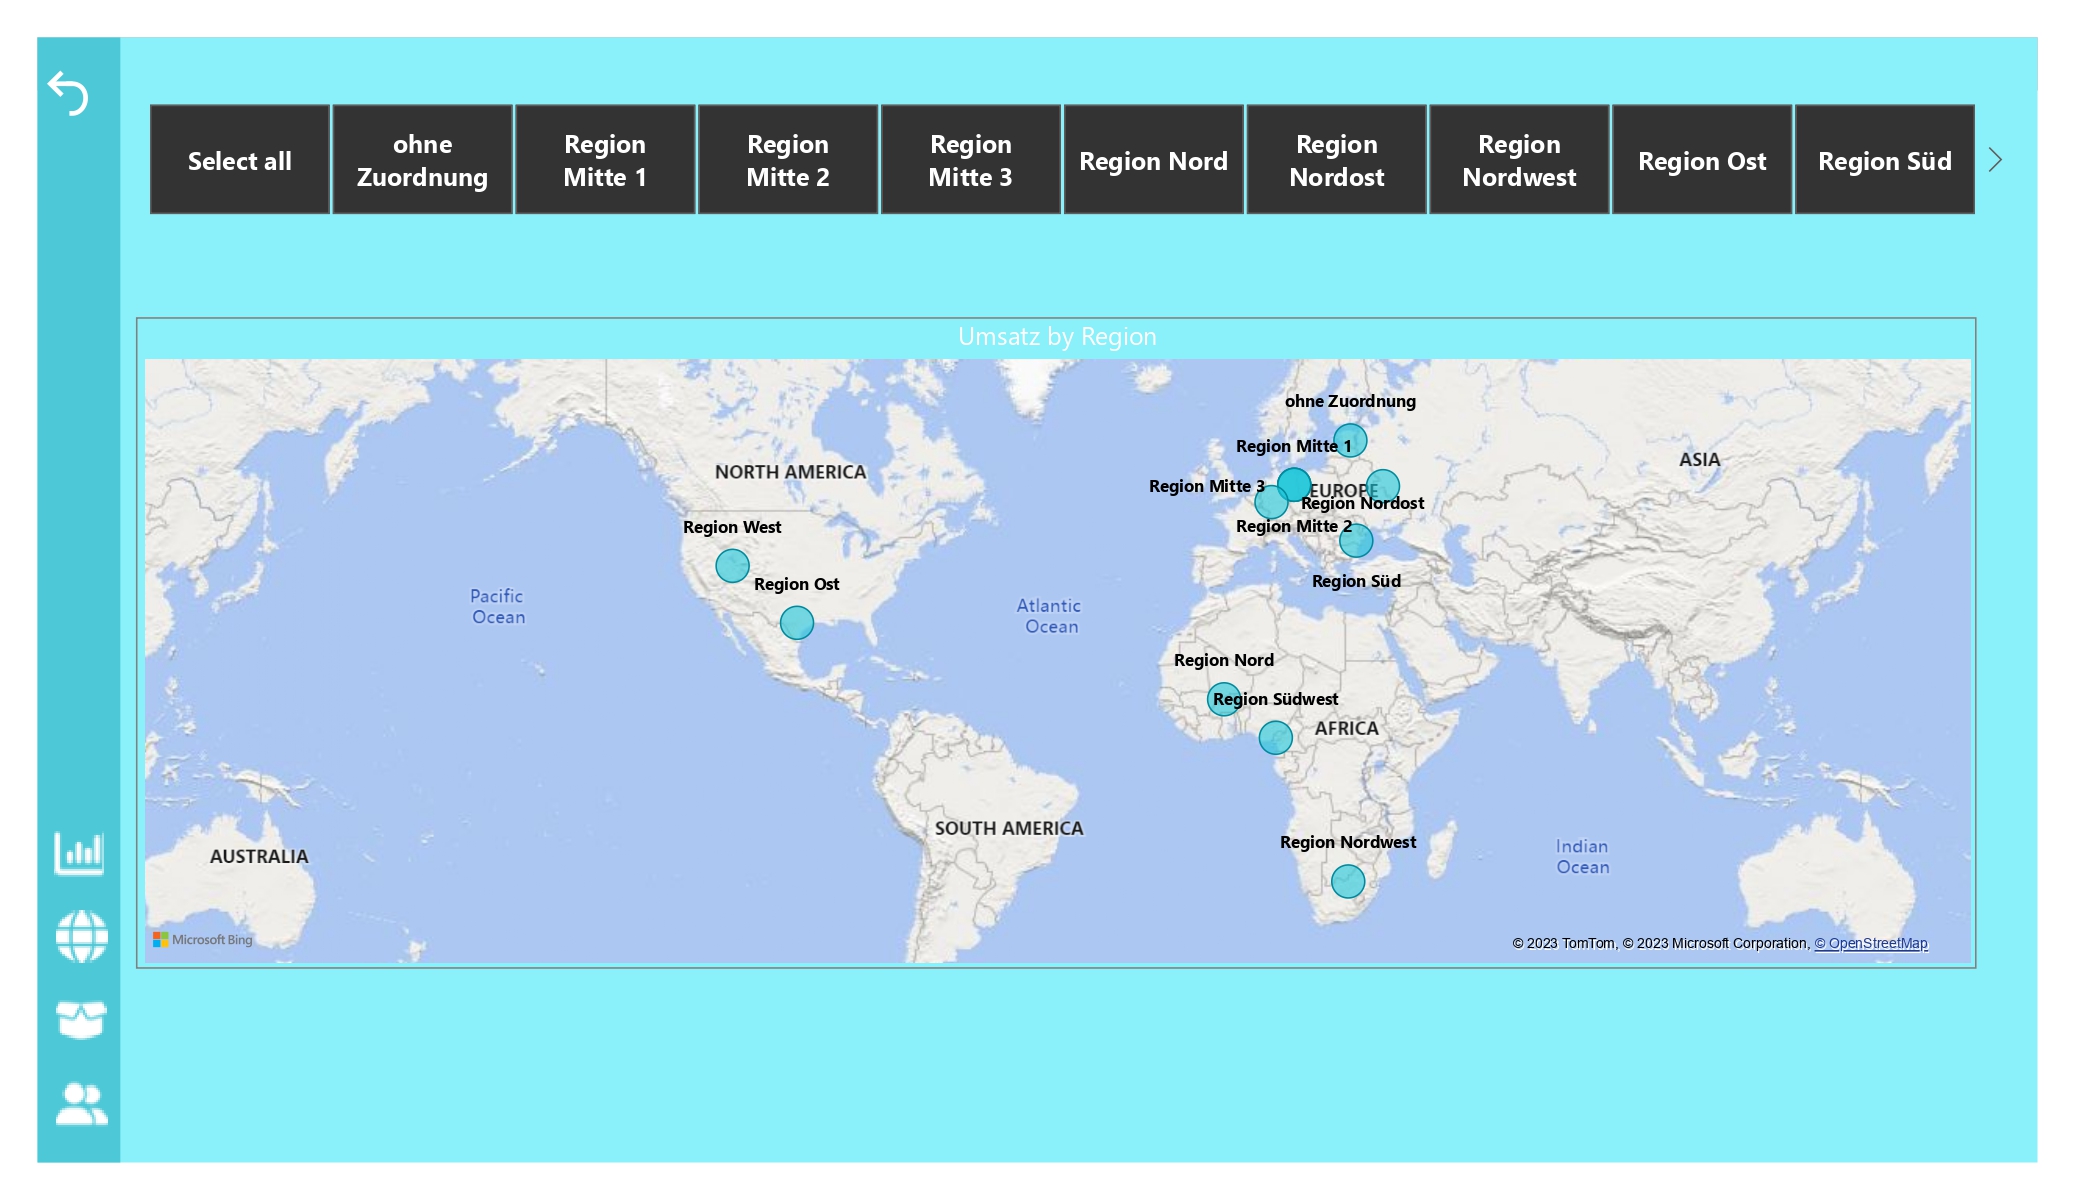 Select all
ohne
Zuordnung
Region
Mitte 1
Region
Mitte 2
Region
Mitte 3
Region Nord
Region
Nordost
Region
Nordwest
Region Ost
Region Süd
Umsatz by Region
ohne Zuordnung
Region Mitte 1
NORTH AMERICA
ASIA
Region Mitte 3
EUROPE
Region Nordost
Region West
Region Mitte 2
Region Ost
Region Süd
Pacific
Ocean
Atlantic
Ocean
Region Nord
Region Südwest
AFRICA
SOUTH AMERICA
Region Nordwest
AUSTRALIA
Indian
Ocean
Microsoft Bing
© 2023 TomTom, © 2023 Microsoft Corporation, © OpenStreetMap